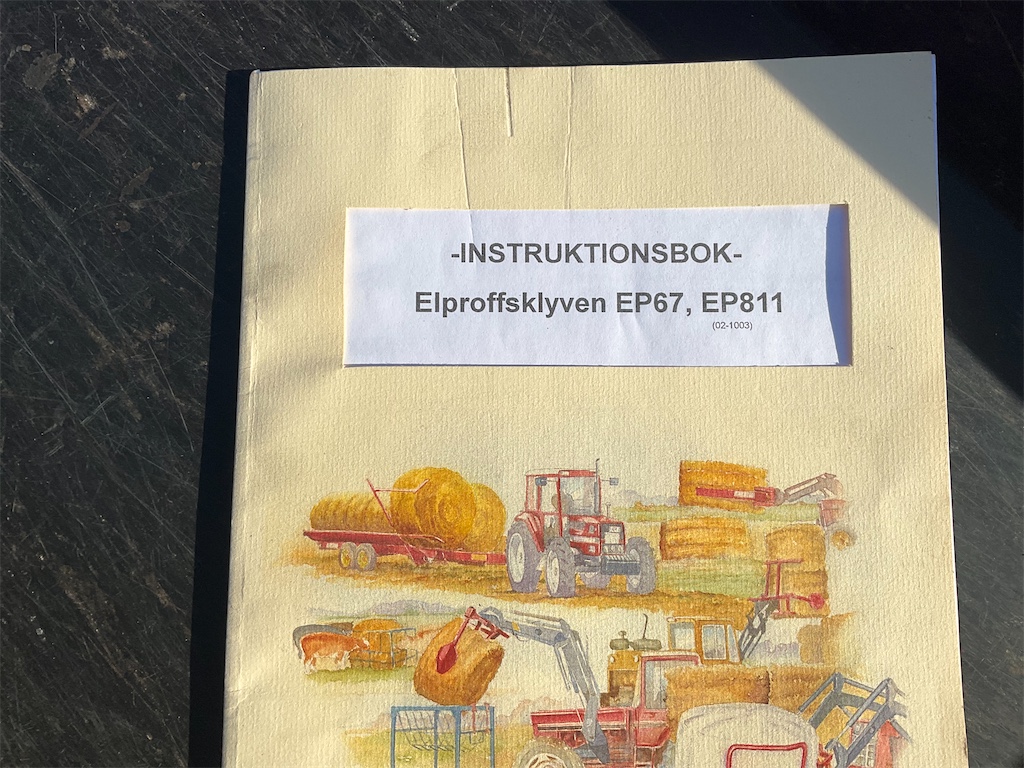 -INSTRUKTIONSBOK-
Elproffsklyven EP67, EP811
(02-1003)